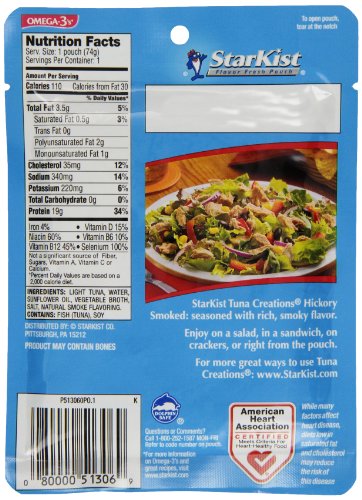 OMEGA-3's*
To open pouch,
tear at the notch
Nutrition Facts
Serv. Size: 1 pouch (74g)
Servings Per Container: 1
Amount Per Serving
Calories 110 Calories from Fat 30
% Daily Values*
Total Fat 3.5g 5%
Saturated Fat 0.5g 3%
Trans Fat 0g
Polyunsaturated Fat 2g
Monounsaturated Fat 1g
Cholesterol 35mg 12%
Sodium 340mg 14%
Potassium 220mg 6%
Total Carbohydrate 0g 0%
Protein 19g 34%
Iron 4% • Vitamin D 15%
Niacin 60% • Vitamin B6 10%
Vitamin B12 45% • Selenium 100%
Not a significant source of Fiber,
Sugars, Vitamin A, Vitamin C or
Calcium.
*Percent Daily Values are based on a
2,000 calorie diet.
INGREDIENTS: LIGHT TUNA, WATER,
SUNFLOWER OIL, VEGETABLE BROTH,
SALT, NATURAL SMOKE FLAVORING.
CONTAINS: FISH (TUNA), SOY
DISTRIBUTED BY: © STARKIST CO.
PITTSBURGH, PA 15212
PRODUCT MAY CONTAIN BONES
StarKist
Flavor Fresh Pouch
StarKist Tuna Creations® Hickory
Smoked: seasoned with rich, smoky flavor.
Enjoy on a salad, in a sandwich, on
crackers, or right from the pouch.
For more great ways to use Tuna
Creations®: www.StarKist.com
P513060P0.1 K
0 80000 51306 9
DOLPHIN
SAFE
Questions or Comments?
Call 1-800-252-1587 MON-FRI
Refer to code number on pouch.
*For more information
on Omega-3's and
great recipes, visit
www.starkist.com
American
Heart
Association
CERTIFIED
Meets Criteria For
Heart-Healthy Food
While many
factors affect
heart disease,
diets low in
saturated fat
and cholesterol
may reduce
the risk of
heart disease.